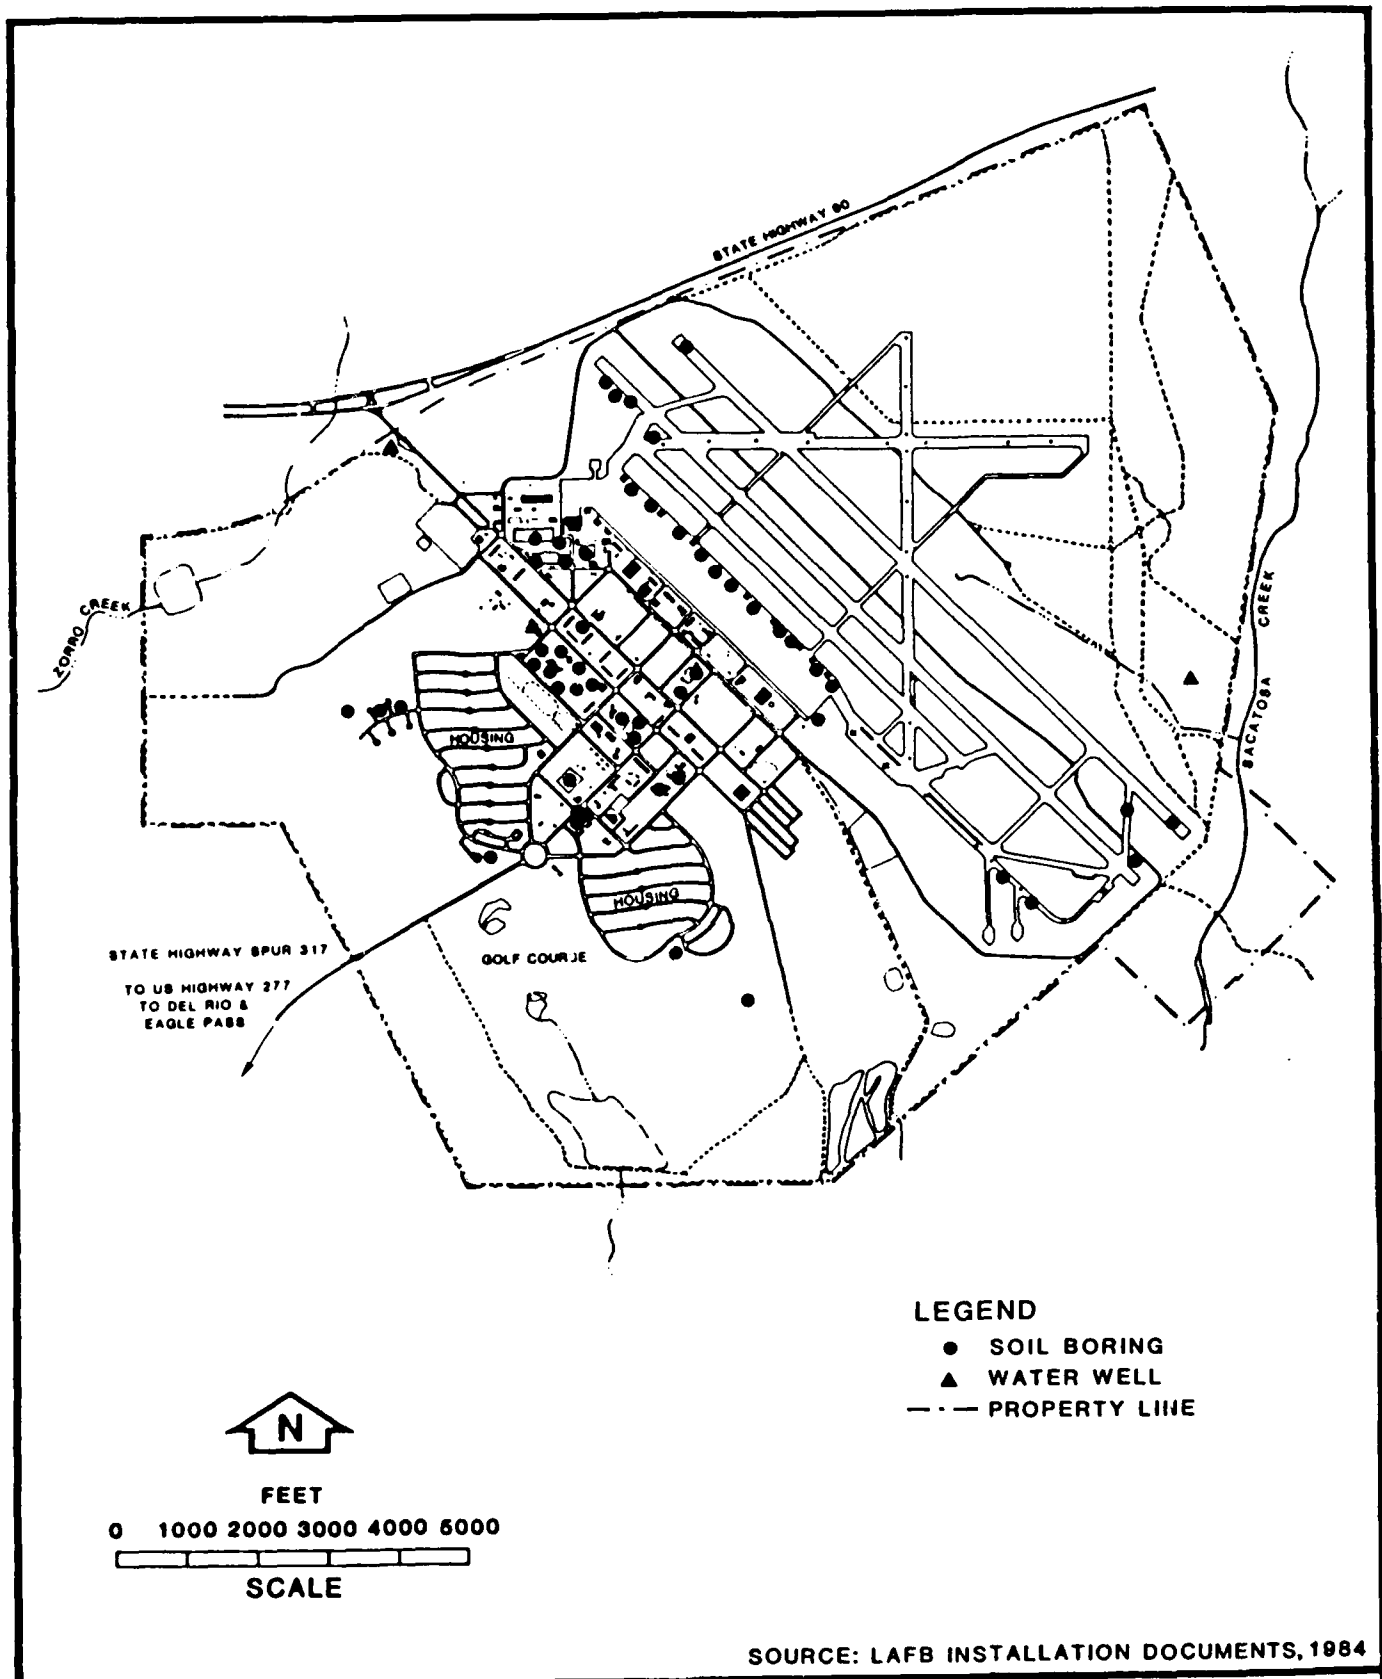 STATE HIGHWAY 90
ZORRO CREEK
SACATOSA CREEK
HOUSING
HOUSING
STATE HIGHWAY SPUR 317
GOLF COURSE
TO US HIGHWAY 277
TO DEL RIO &
EAGLE PASS
LEGEND
SOIL BORING
WATER WELL
PROPERTY LINE
N
FEET
0 1000 2000 3000 4000 5000
SCALE
SOURCE: LAFB INSTALLATION DOCUMENTS, 1984